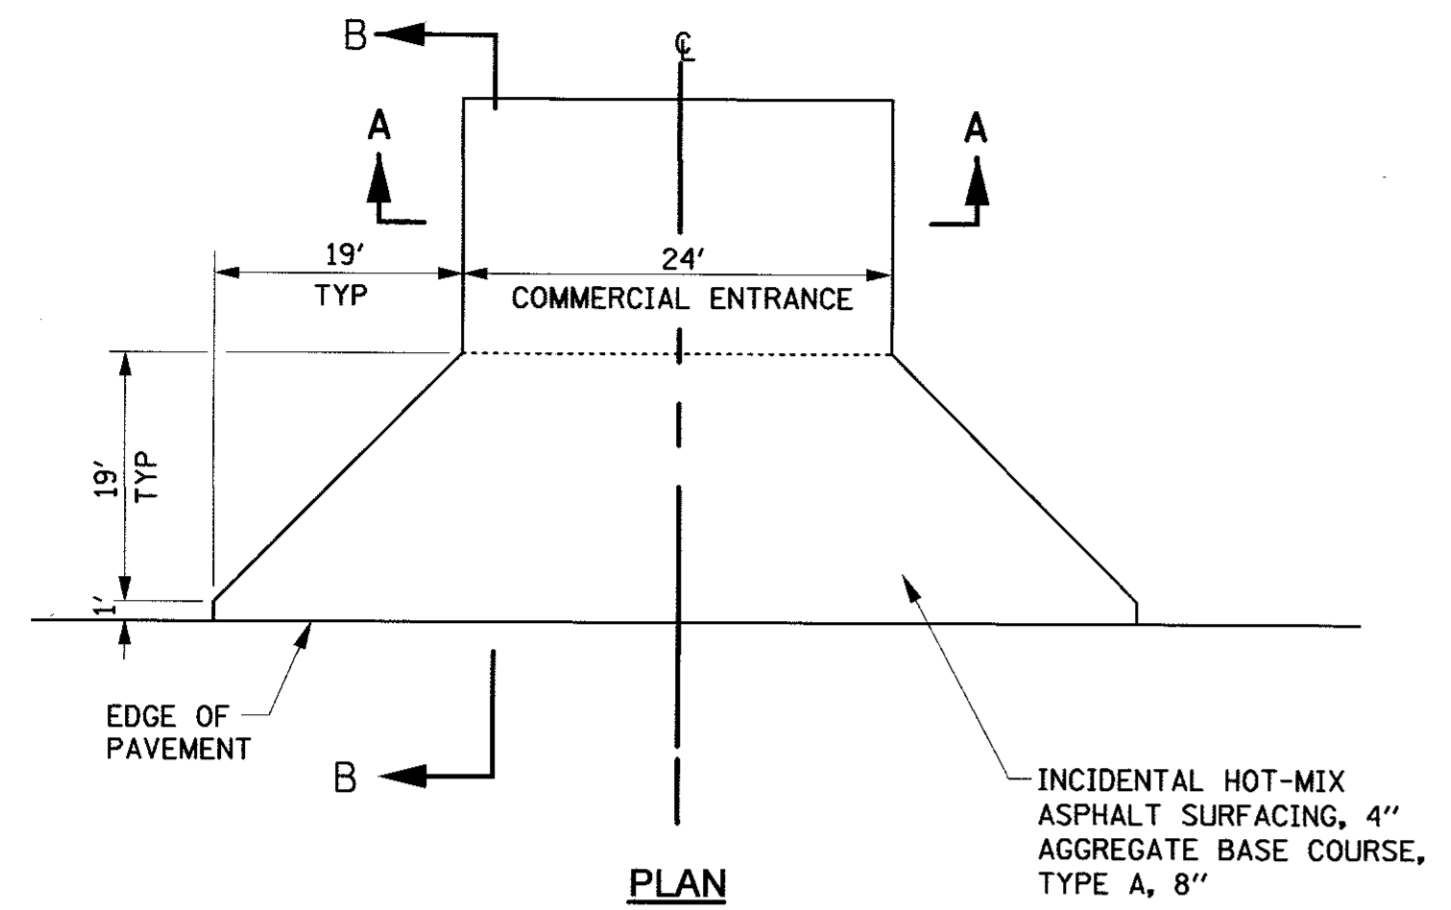 B
℄
A
A
19'
TYP
24'
COMMERCIAL ENTRANCE
19'
TYP
1'
EDGE OF
PAVEMENT
B
INCIDENTAL HOT-MIX
ASPHALT SURFACING, 4"
AGGREGATE BASE COURSE,
TYPE A, 8"
PLAN